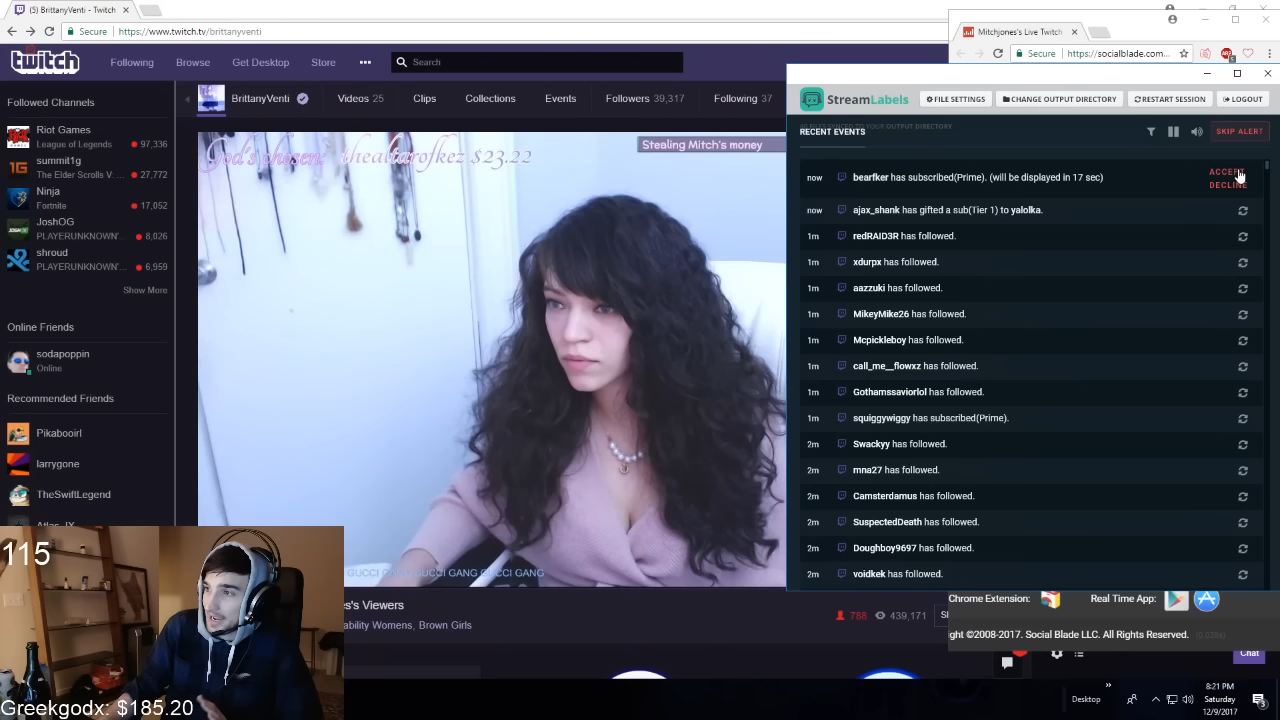 (5) BrittanyVenti - Twitch
Secure
https://www.twitch.tv/brittanyventi
Mitchjones's Live Twitch
Secure
https://socialblade.com...
twitch
Following
Browse
Get Desktop
Store
Search
StreamLabels
FILE SETTINGS
CHANGE OUTPUT DIRECTORY
RESTART SESSION
LOGOUT
Followed Channels
BrittanyVenti
Videos 25
Clips
Collections
Events
Followers 39,317
Following 37
RECENT EVENTS
SKIP ALERT
Riot Games
League of Legends
97,336
summit1g
The Elder Scrolls V: ...
27,772
Ninja
Fortnite
17,052
JoshOG
PLAYERUNKNOWN'...
8,026
shroud
PLAYERUNKNOWN'...
6,959
Show More
Online Friends
sodapoppin
Online
Recommended Friends
Pikabooirl
larrygone
TheSwiftLegend
God's chosen: thealtarofkez $23.22
Stealing Mitch's money
now bearfker has subscribed(Prime). (will be displayed in 17 sec)
ACCEPT
DECLINE
now ajax_shank has gifted a sub(Tier 1) to yalolka.
1m redRAID3R has followed.
1m xdurpx has followed.
1m aazzuki has followed.
1m MikeyMike26 has followed.
1m Mcpickleboy has followed.
1m call_me__flowxz has followed.
1m Gothamssaviorlol has followed.
1m squiggywiggy has subscribed(Prime).
2m Swackyy has followed.
2m mna27 has followed.
2m Camsterdamus has followed.
2m SuspectedDeath has followed.
2m Doughboy9697 has followed.
2m voidkek has followed.
115
GUCCI GANG GUCCI GANG
es's Viewers
788
439,171
ability Womens, Brown Girls
Chrome Extension:
Real Time App:
ght ©2008-2017. Social Blade LLC. All Rights Reserved.
Chat
Greekgodx: $185.20
Desktop
8:21 PM
Saturday
12/9/2017
3